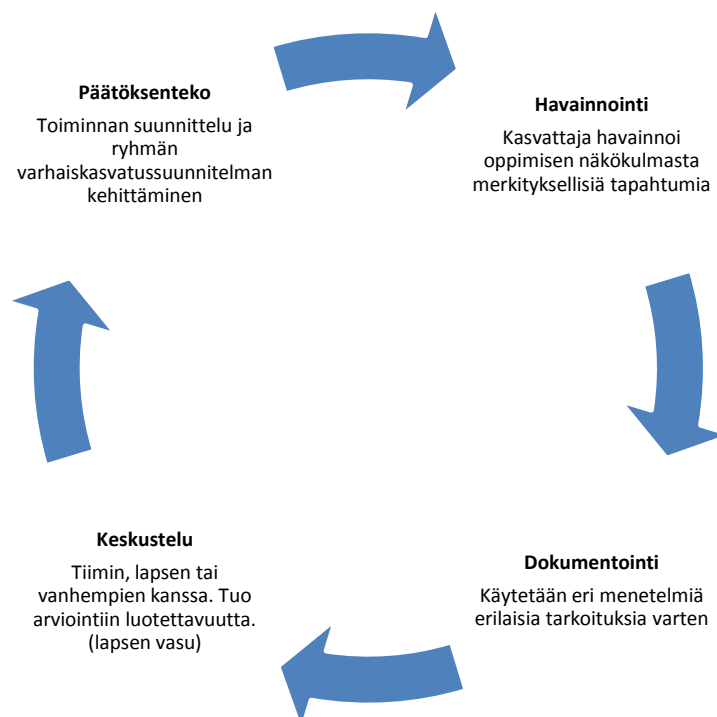 Päätöksenteko
Toiminnan suunnittelu ja
ryhmän
varhaiskasvatussuunnitelman
kehittäminen
Havainnointi
Kasvattaja havainnoi
oppimisen näkökulmasta
merkityksellisiä tapahtumia
Dokumentointi
Käytetään eri menetelmiä
erilaisia tarkoituksia varten
Keskustelu
Tiimin, lapsen tai
vanhempien kanssa. Tuo
arviointiin luotettavuutta.
(lapsen vasu)